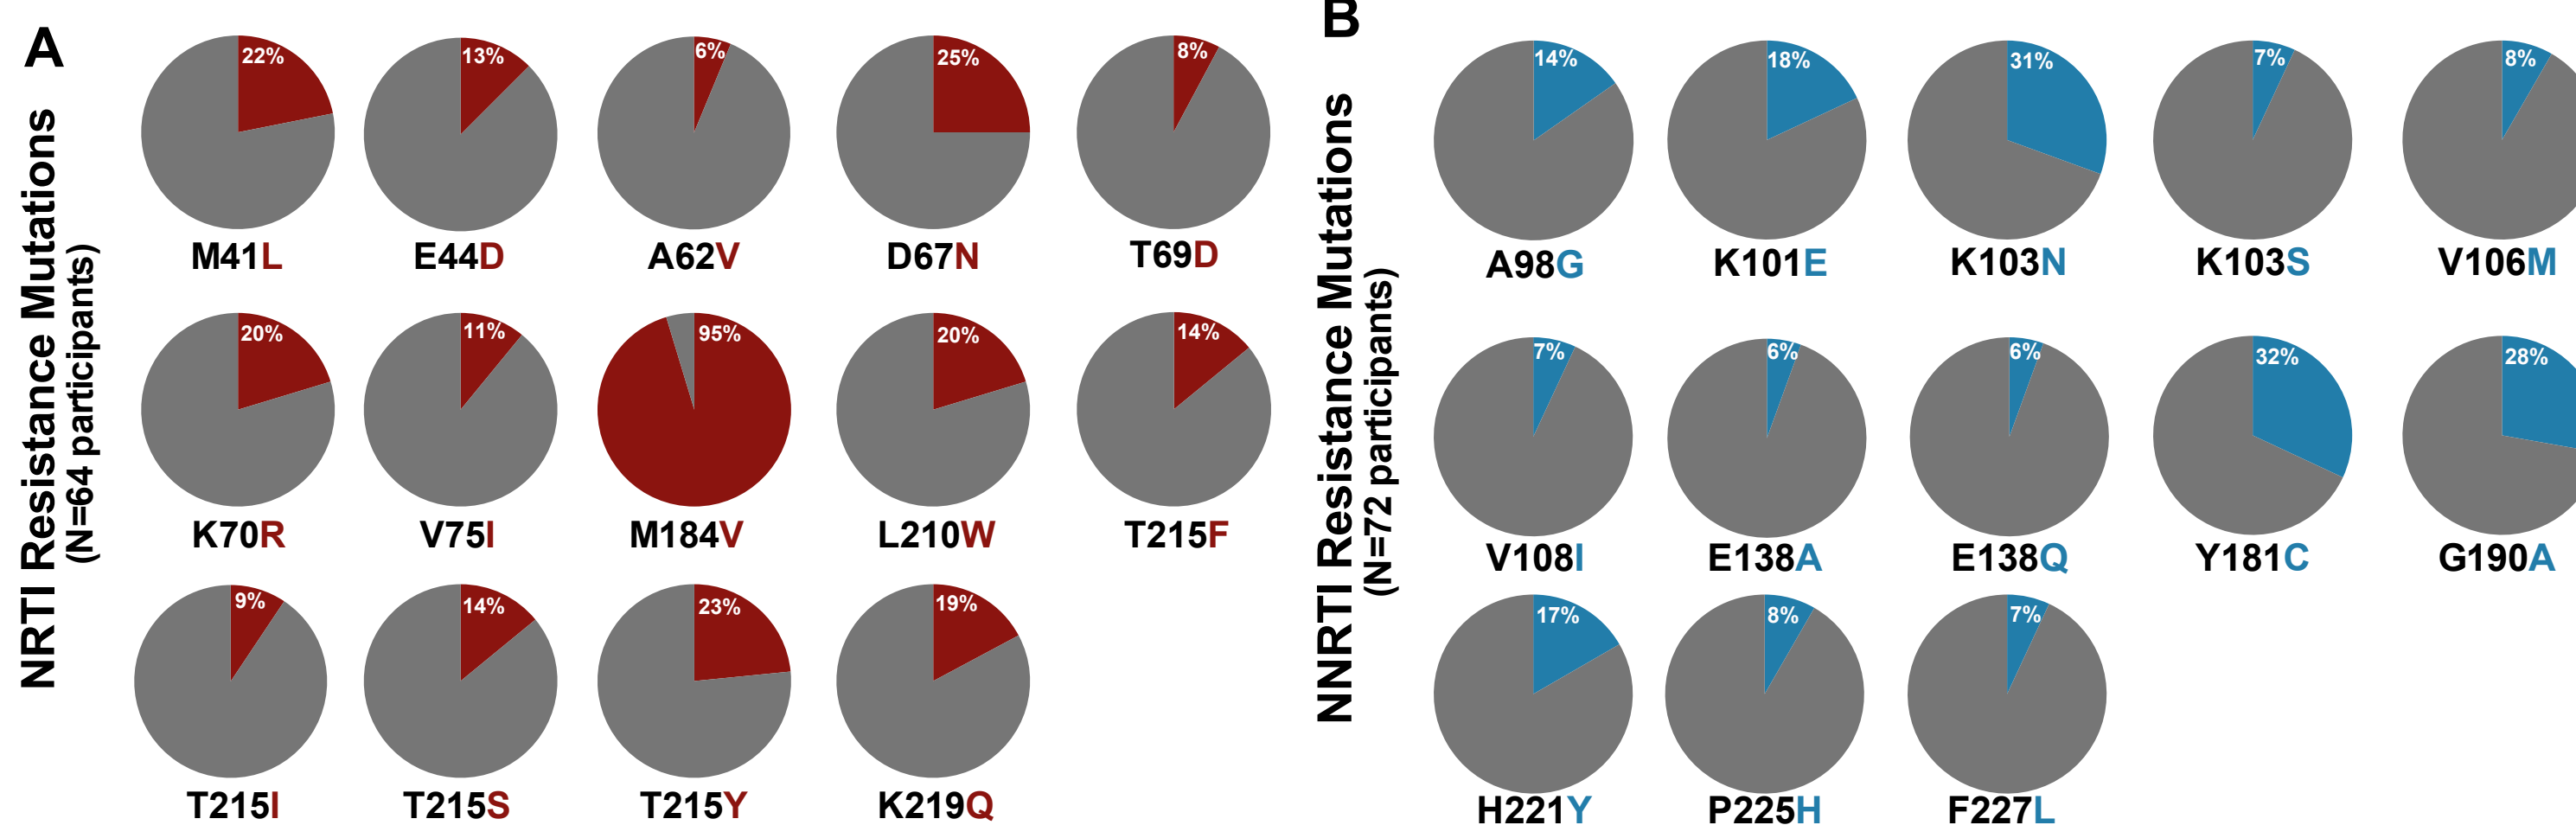 A
NRTI Resistance Mutations
(N=64 participants)
22%
13%
6%
25%
8%
M41L
E44D
A62V
D67N
T69D
20%
11%
95%
20%
14%
K70R
V75I
M184V
L210W
T215F
9%
14%
23%
19%
T215I
T215S
T215Y
K219Q
B
NNRTI Resistance Mutations
(N=72 participants)
14%
18%
31%
7%
8%
A98G
K101E
K103N
K103S
V106M
7%
6%
6%
32%
28%
V108I
E138A
E138Q
Y181C
G190A
17%
8%
7%
H221Y
P225H
F227L